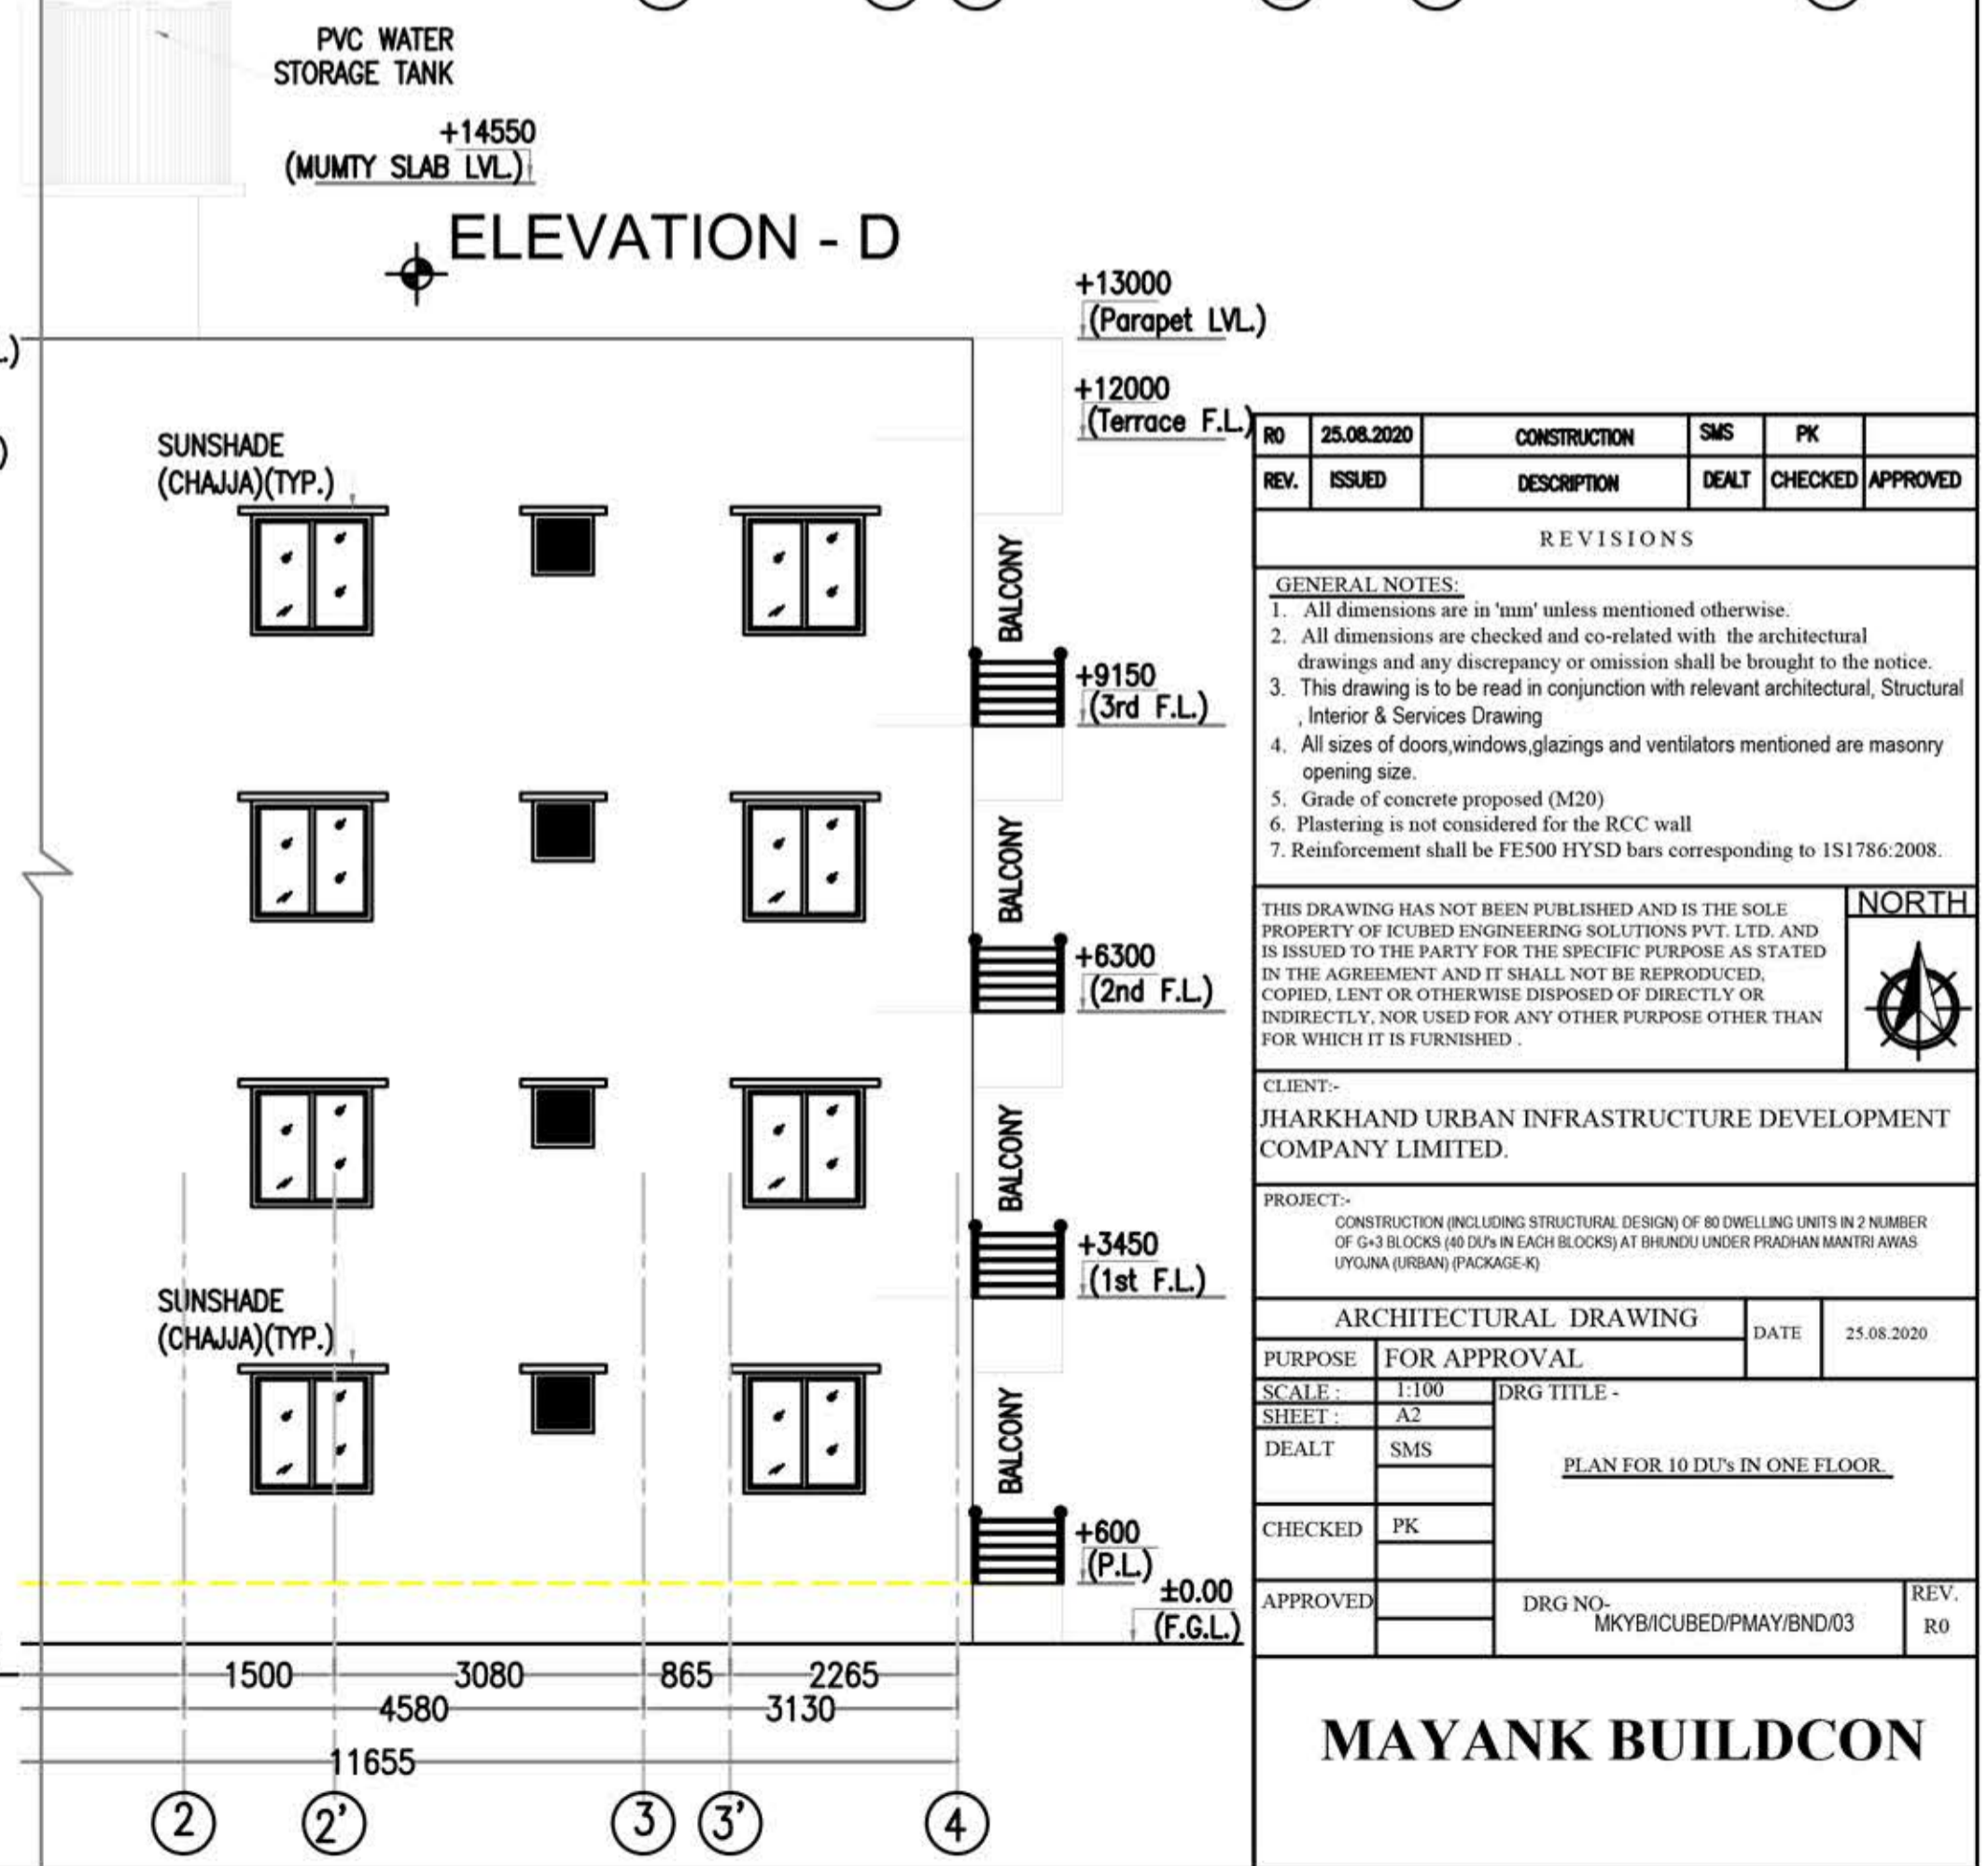 PVC WATER
STORAGE TANK
+14550
(MUMTY SLAB LVL.)
ELEVATION - D
+13000
(Parapet LVL.)
+12000
(Terrace F.L.)
SUNSHADE
(CHAJJA)(TYP.)
BALCONY
+9150
(3rd F.L.)
BALCONY
+6300
(2nd F.L.)
BALCONY
+3450
(1st F.L.)
SUNSHADE
(CHAJJA)(TYP.)
BALCONY
+600
(P.L.)
±0.00
(F.G.L.)
1500 3080 865 2265
4580 3130
11655
2 2' 3 3' 4
R0 25.08.2020 CONSTRUCTION SMS PK
REV. ISSUED DESCRIPTION DEALT CHECKED APPROVED
REVISIONS
GENERAL NOTES:
1. All dimensions are in 'mm' unless mentioned otherwise.
2. All dimensions are checked and co-related with the architectural
drawings and any discrepancy or omission shall be brought to the notice.
3. This drawing is to be read in conjunction with relevant architectural, Structural
, Interior & Services Drawing
4. All sizes of doors,windows,glazings and ventilators mentioned are masonry
opening size.
5. Grade of concrete proposed (M20)
6. Plastering is not considered for the RCC wall
7. Reinforcement shall be FE500 HYSD bars corresponding to 1S1786:2008.
THIS DRAWING HAS NOT BEEN PUBLISHED AND IS THE SOLE
PROPERTY OF ICUBED ENGINEERING SOLUTIONS PVT. LTD. AND
IS ISSUED TO THE PARTY FOR THE SPECIFIC PURPOSE AS STATED
IN THE AGREEMENT AND IT SHALL NOT BE REPRODUCED,
COPIED, LENT OR OTHERWISE DISPOSED OF DIRECTLY OR
INDIRECTLY, NOR USED FOR ANY OTHER PURPOSE OTHER THAN
FOR WHICH IT IS FURNISHED .
NORTH
CLIENT:-
JHARKHAND URBAN INFRASTRUCTURE DEVELOPMENT
COMPANY LIMITED.
PROJECT:-
CONSTRUCTION (INCLUDING STRUCTURAL DESIGN) OF 80 DWELLING UNITS IN 2 NUMBER
OF G+3 BLOCKS (40 DU's IN EACH BLOCKS) AT BHUNDU UNDER PRADHAN MANTRI AWAS
UYOJNA (URBAN) (PACKAGE-K)
ARCHITECTURAL DRAWING
DATE 25.08.2020
PURPOSE FOR APPROVAL
SCALE : 1:100
SHEET : A2
DRG TITLE -
PLAN FOR 10 DU's IN ONE FLOOR.
DEALT SMS
CHECKED PK
APPROVED
DRG NO-
MKYB/ICUBED/PMAY/BND/03
REV.
R0
MAYANK BUILDCON